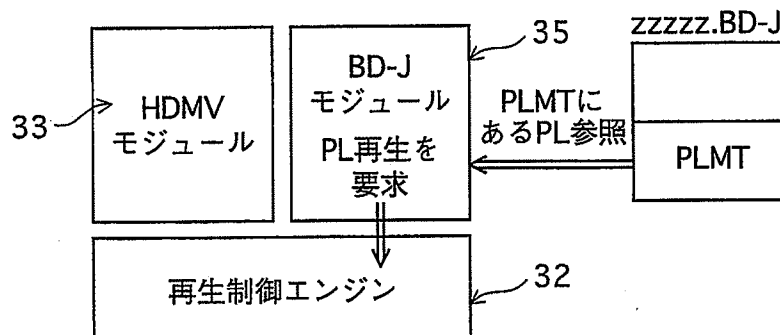 zzzzz.BD-J
35
BD-J
モジュール
PL再生を
要求
33
HDMV
モジュール
PLMTに
あるPL参照
PLMT
再生制御エンジン
32